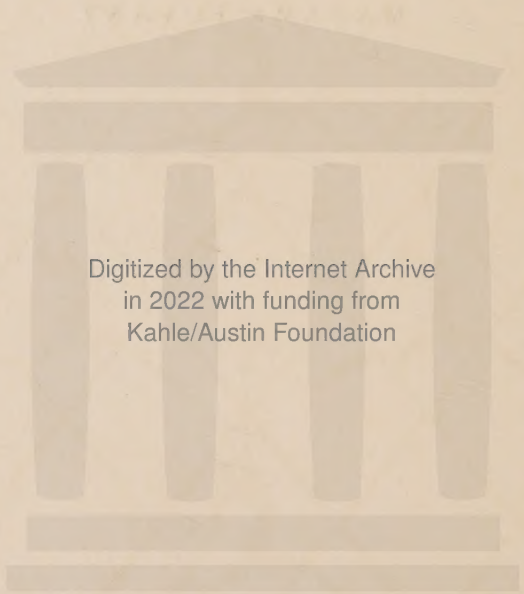 Digitized by the Internet Archive
in 2022 with funding from
Kahle/Austin Foundation